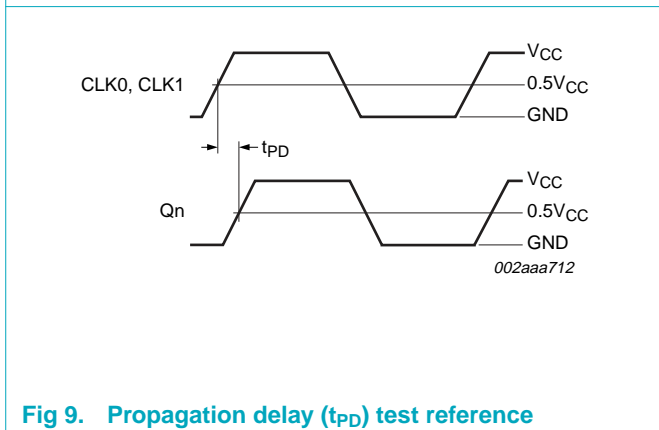 VCC
CLK0, CLK1
0.5VCC
GND
tPD
VCC
Qn
0.5VCC
GND
002aaa712
Fig 9. Propagation delay (tPD) test reference